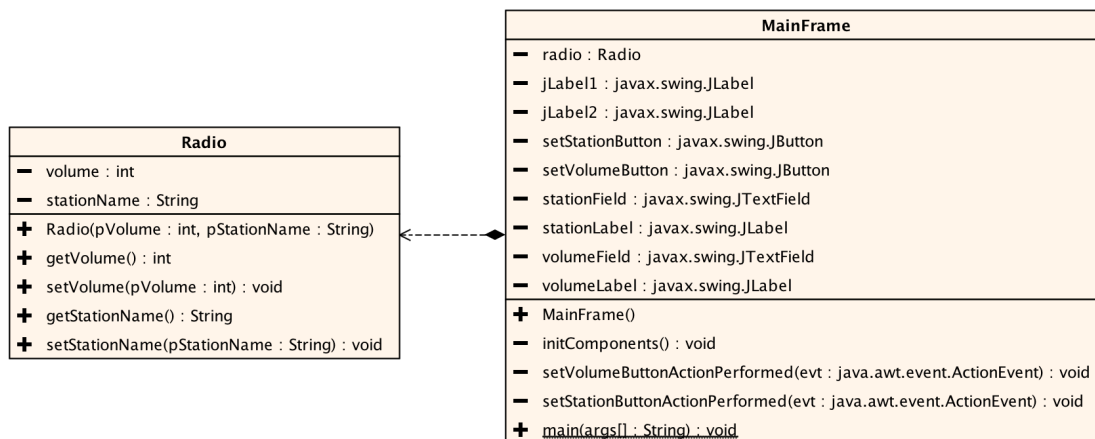 Radio
− volume : int
− stationName : String
+ Radio(pVolume : int, pStationName : String)
+ getVolume() : int
+ setVolume(pVolume : int) : void
+ getStationName() : String
+ setStationName(pStationName : String) : void
MainFrame
− radio : Radio
− jLabel1 : javax.swing.JLabel
− jLabel2 : javax.swing.JLabel
− setStationButton : javax.swing.JButton
− setVolumeButton : javax.swing.JButton
− stationField : javax.swing.JTextField
− stationLabel : javax.swing.JLabel
− volumeField : javax.swing.JTextField
− volumeLabel : javax.swing.JLabel
+ MainFrame()
− initComponents() : void
− setVolumeButtonActionPerformed(evt : java.awt.event.ActionEvent) : void
− setStationButtonActionPerformed(evt : java.awt.event.ActionEvent) : void
+ main(args[] : String) : void